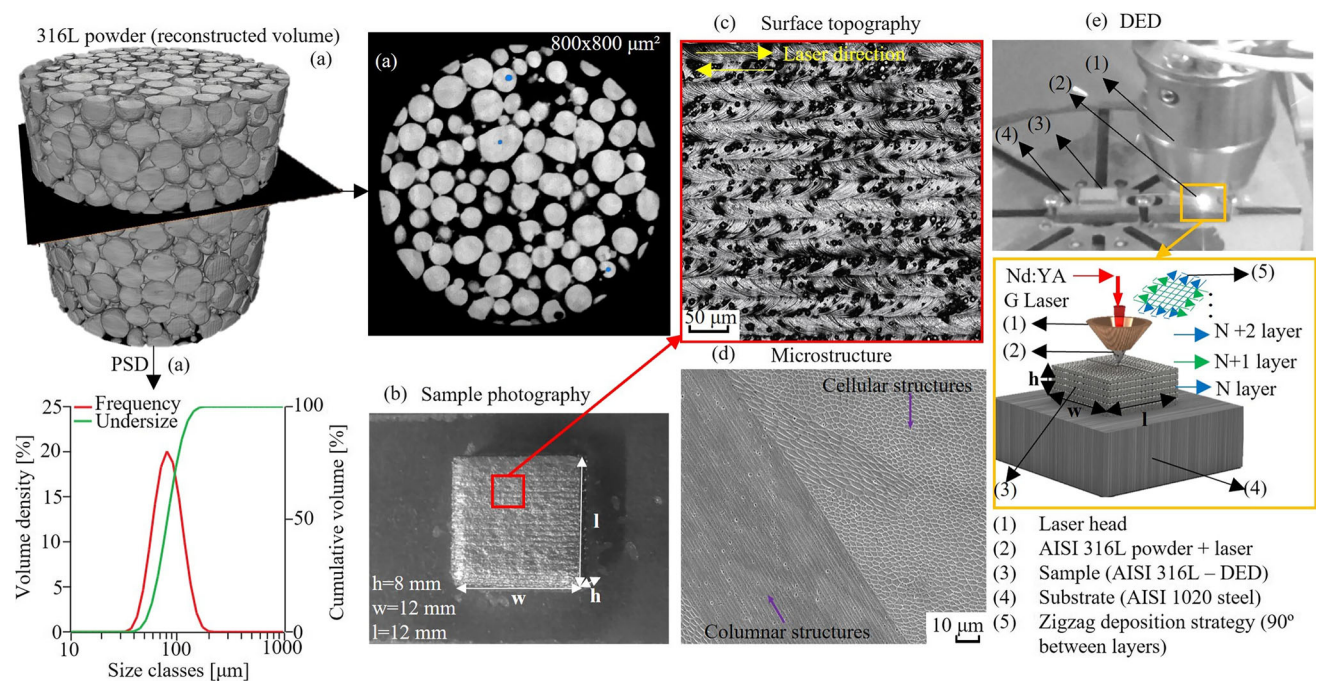 316L powder (reconstructed volume)
(a)
(a)
800x800 μm²
PSD
(a)
25
20
15
10
5
0
Volume density [%]
Frequency
Undersize
100
50
0
Cumulative volume [%]
10
100
1000
Size classes [μm]
(b)
Sample photography
h=8 mm
w=12 mm
l=12 mm
l
w
h
(c)
Surface topography
Laser direction
50 μm
(d)
Microstructure
Cellular structures
Columnar structures
10 μm
(e)
DED
(1)
(2)
(3)
(4)
Nd:YA
G Laser
(5)
(1)
(2)
N +2 layer
N+1 layer
N layer
h
w
l
(3)
(4)
(1) Laser head
(2) AISI 316L powder + laser
(3) Sample (AISI 316L – DED)
(4) Substrate (AISI 1020 steel)
(5) Zigzag deposition strategy (90º
between layers)